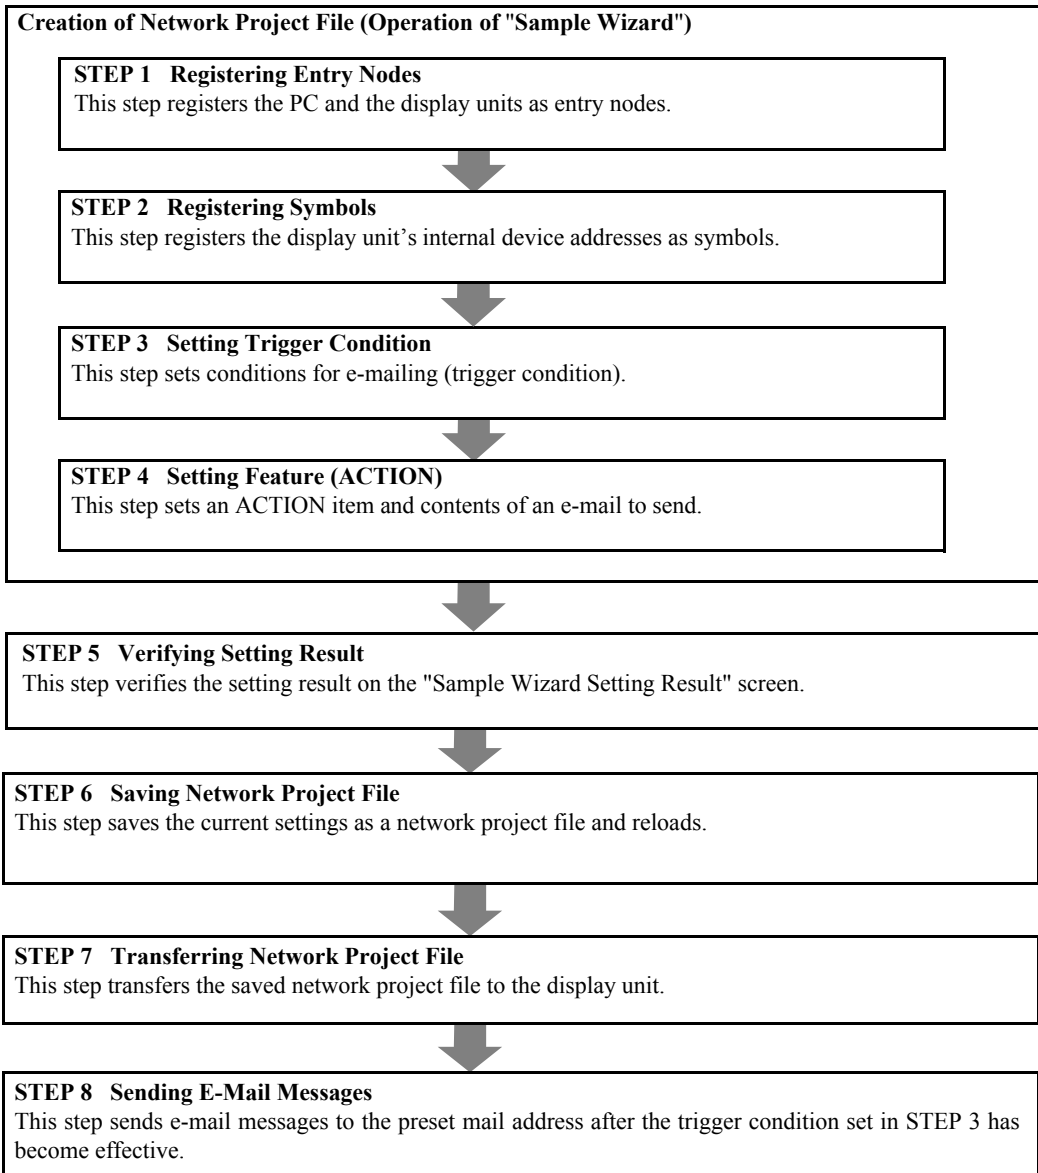 Creation of Network Project File (Operation of "Sample Wizard")
STEP 1 Registering Entry Nodes
This step registers the PC and the display units as entry nodes.
STEP 2 Registering Symbols
This step registers the display unit’s internal device addresses as symbols.
STEP 3 Setting Trigger Condition
This step sets conditions for e-mailing (trigger condition).
STEP 4 Setting Feature (ACTION)
This step sets an ACTION item and contents of an e-mail to send.
STEP 5 Verifying Setting Result
This step verifies the setting result on the "Sample Wizard Setting Result" screen.
STEP 6 Saving Network Project File
This step saves the current settings as a network project file and reloads.
STEP 7 Transferring Network Project File
This step transfers the saved network project file to the display unit.
STEP 8 Sending E-Mail Messages
This step sends e-mail messages to the preset mail address after the trigger condition set in STEP 3 has
become effective.